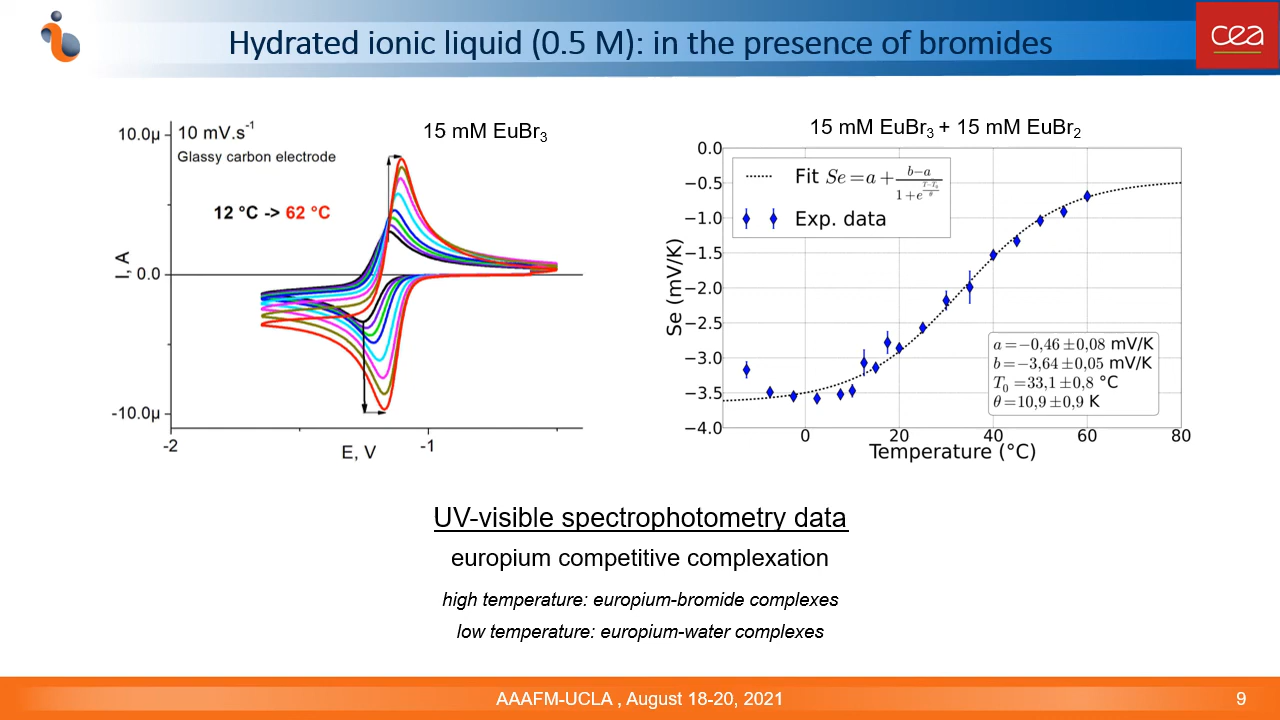 Hydrated ionic liquid (0.5 M): in the presence of bromides
cea
10.0µ
10 mV.s⁻¹
Glassy carbon electrode
15 mM EuBr₃
12 °C -> 62 °C
I, A
0.0
-10.0µ
-2
-1
E, V
15 mM EuBr₃ + 15 mM EuBr₂
0.0
−0.5
−1.0
−1.5
−2.0
−2.5
−3.0
−3.5
−4.0
Se (mV/K)
Fit Se=a+(b−a)/(1+e^((T−T₀)/θ))
Exp. data
a=−0,46±0,08 mV/K
b=−3,64±0,05 mV/K
T₀=33,1±0,8 °C
θ=10,9±0,9 K
0
20
40
60
80
Temperature (°C)
UV-visible spectrophotometry data
europium competitive complexation
high temperature: europium-bromide complexes
low temperature: europium-water complexes
AAAFM-UCLA , August 18-20, 2021
9